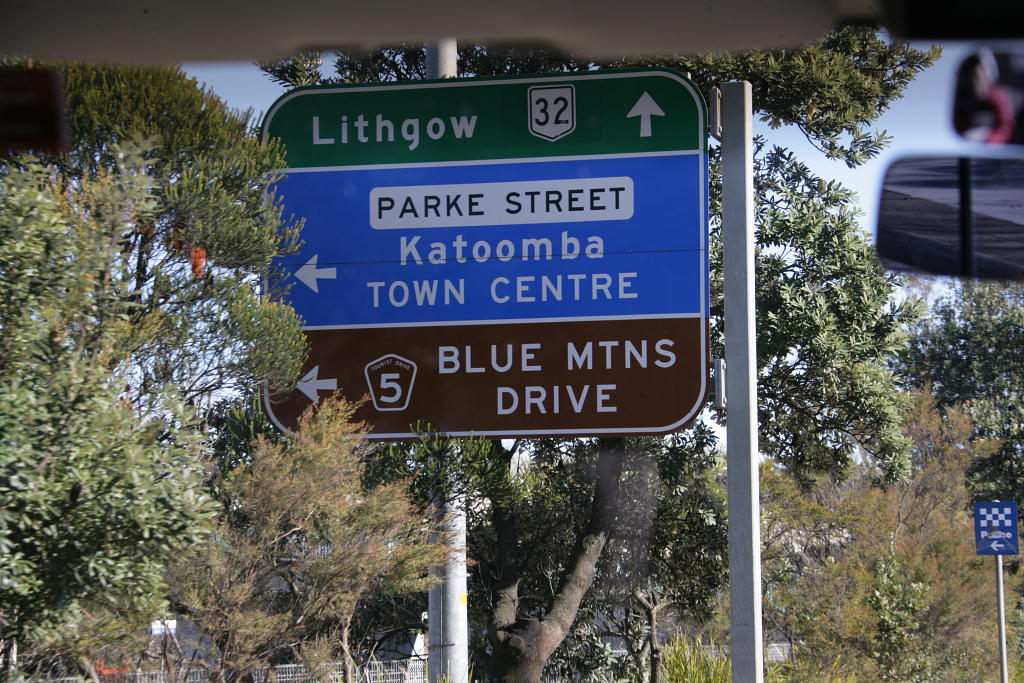 Lithgow 32
PARKE STREET
Katoomba
TOWN CENTRE
TOURIST DRIVE
5
BLUE MTNS
DRIVE
Police